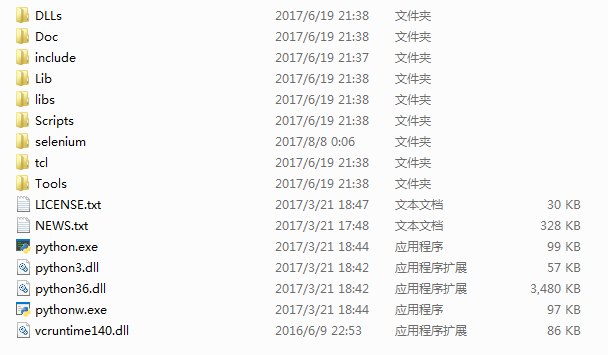 DLLs 2017/6/19 21:38 文件夹
Doc 2017/6/19 21:38 文件夹
include 2017/6/19 21:37 文件夹
Lib 2017/6/19 21:38 文件夹
libs 2017/6/19 21:38 文件夹
Scripts 2017/6/19 21:38 文件夹
selenium 2017/8/8 0:06 文件夹
tcl 2017/6/19 21:38 文件夹
Tools 2017/6/19 21:38 文件夹
LICENSE.txt 2017/3/21 18:47 文本文档 30 KB
NEWS.txt 2017/3/21 17:48 文本文档 328 KB
python.exe 2017/3/21 18:44 应用程序 99 KB
python3.dll 2017/3/21 18:42 应用程序扩展 57 KB
python36.dll 2017/3/21 18:42 应用程序扩展 3,480 KB
pythonw.exe 2017/3/21 18:44 应用程序 97 KB
vcruntime140.dll 2016/6/9 22:53 应用程序扩展 86 KB